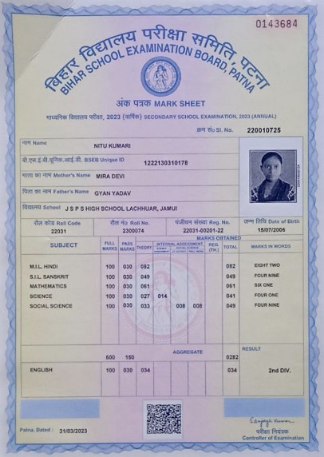 0143684
बिहार विद्यालय परीक्षा समिति, पटना
BIHAR SCHOOL EXAMINATION BOARD, PATNA
अंक पत्रक MARK SHEET
माध्यमिक विद्यालय परीक्षा, 2023 (वार्षिक) SECONDARY SCHOOL EXAMINATION, 2023 (ANNUAL)
क्रम सं०Sl. No. 220010725
नाम Name NITU KUMARI
बी.एस.ई.बी.यूनिक.आई.डी. BSEB Unique ID 1222130310178
माता का नाम Mother's Name MIRA DEVI
पिता का नाम Father's Name GYAN YADAV
विद्यालय School J S P S HIGH SCHOOL LACHHUAR, JAMUI
रौल कोड Roll Code रौल नं० Roll No. पंजीयन संख्या Reg. No. जन्म तिथि Date of Birth
22031 2300074 22031-00201-22 15/07/2006
MARKS OBTAINED
SUBJECT FULL MARKS PASS MARKS THEORY INTERNAL ASSESSMENT TOTAL MARKS IN WORDS
M.I.L. HINDI 100 030 082 082 EIGHT TWO
S.I.L. SANSKRIT 100 030 049 049 FOUR NINE
MATHEMATICS 100 030 061 061 SIX ONE
SCIENCE 100 030 027 014 041 FOUR ONE
SOCIAL SCIENCE 100 030 033 008 008 049 FOUR NINE
AGGREGATE RESULT
500 150 0282
ENGLISH 100 030 034 034 2nd DIV.
Patna. Dated : 31/03/2023
परीक्षा नियंत्रक
Controller of Examination